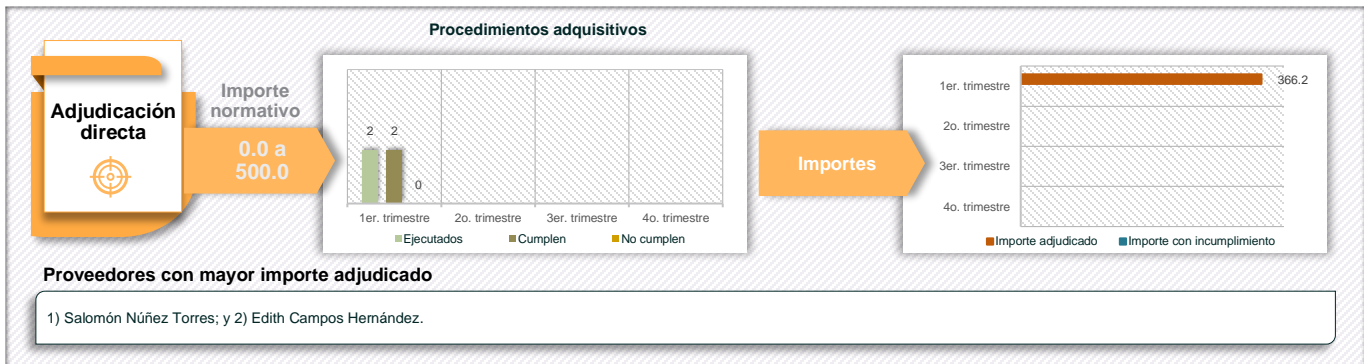 Procedimientos adquisitivos
Adjudicación
directa
Importe
normativo
0.0 a
500.0
2 2
0
1er. trimestre 2o. trimestre 3er. trimestre 4o. trimestre
Ejecutados Cumplen No cumplen
Importes
1er. trimestre 366.2
2o. trimestre
3er. trimestre
4o. trimestre
Importe adjudicado Importe con incumplimiento
Proveedores con mayor importe adjudicado
1) Salomón Núñez Torres; y 2) Edith Campos Hernández.